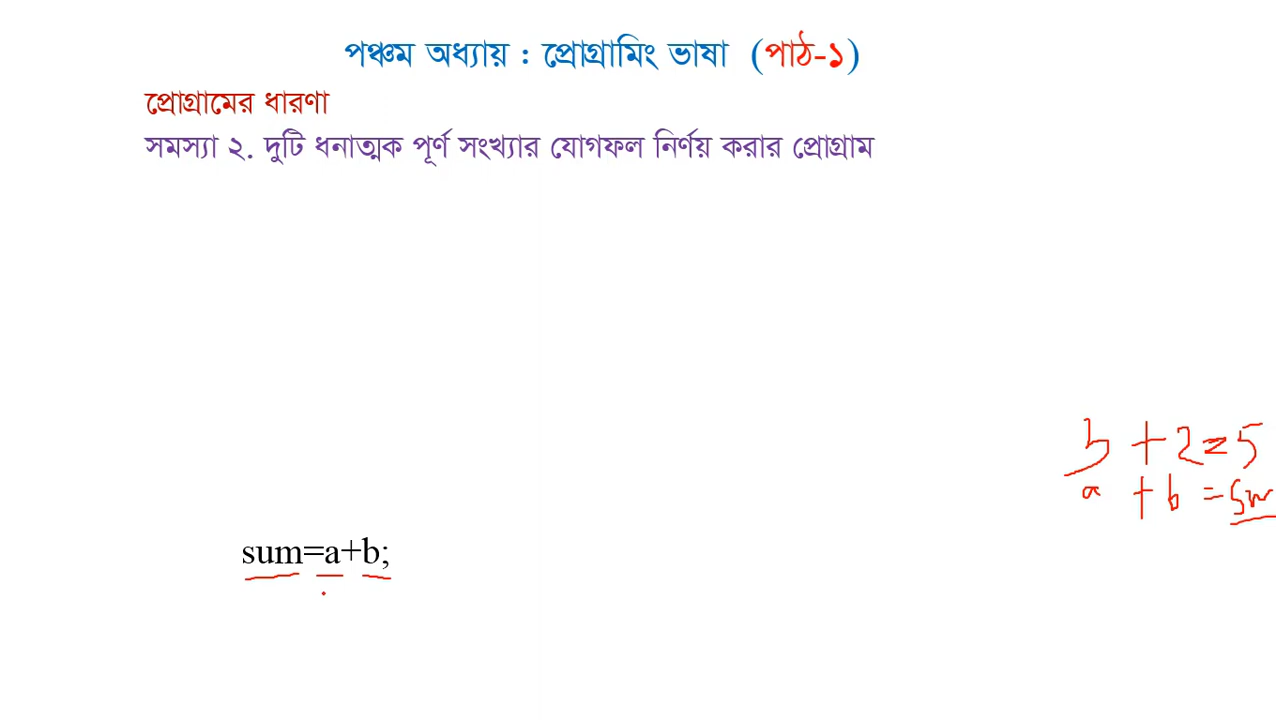 পঞ্চম অধ্যায় : প্রোগ্রামিং ভাষা (পাঠ-১)
প্রোগ্রামের ধারণা
সমস্যা ২. দুটি ধনাত্মক পূর্ণ সংখ্যার যোগফল নির্ণয় করার প্রোগ্রাম
3 + 2 = 5
a + b = sum
sum=a+b;